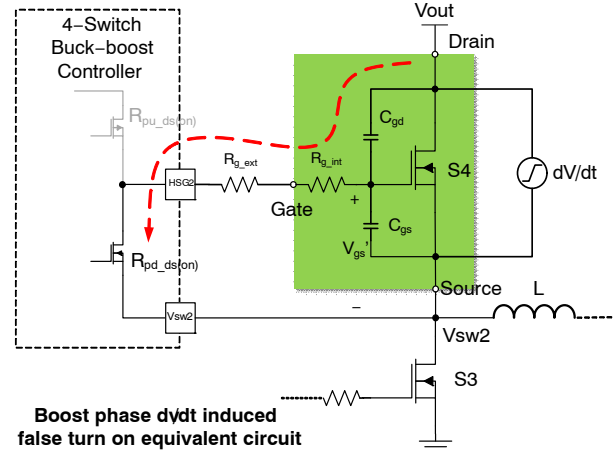 4-Switch
Buck-boost
Controller
Vout
Drain
Rpu_ds(on)
Cgd
HSG2
Rg_ext
Rg_int
S4
dV/dt
Gate
+
Cgs
Vgs'
Rpd_ds(on)
Source
L
Vsw2
−
Vsw2
S3
Boost phase dv/dt induced
false turn on equivalent circuit